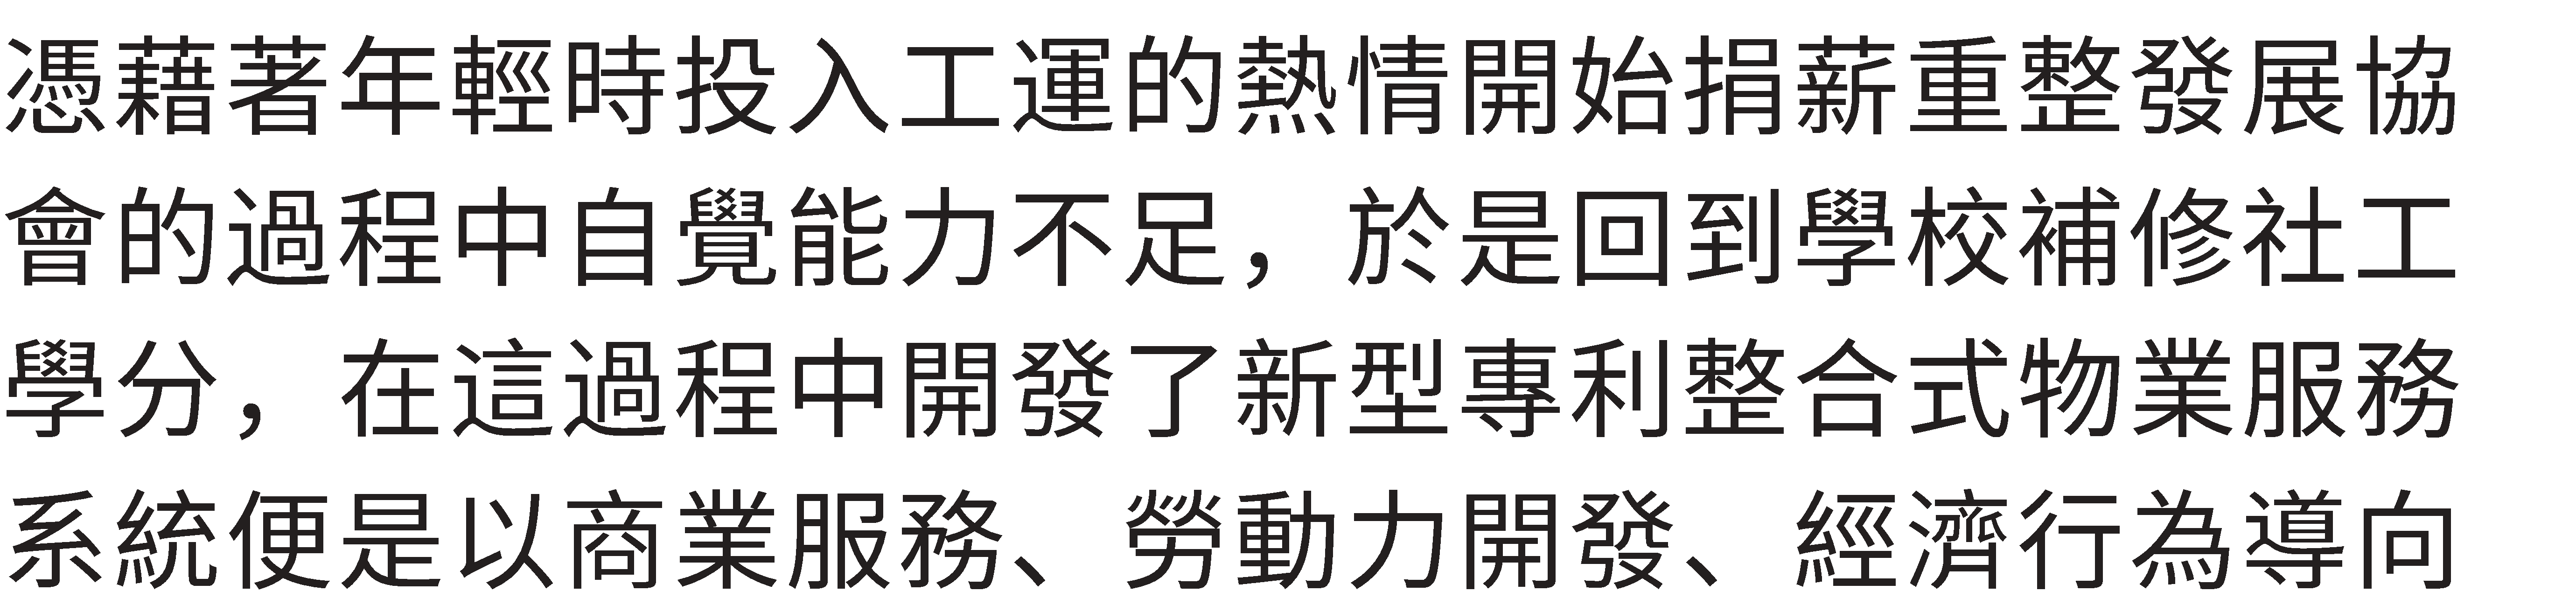 憑藉著年輕時投入工運的熱情開始捐薪重整發展協
會的過程中自覺能力不足，於是回到學校補修社工
學分，在這過程中開發了新型專利整合式物業服務
系統便是以商業服務、勞動力開發、經濟行為導向